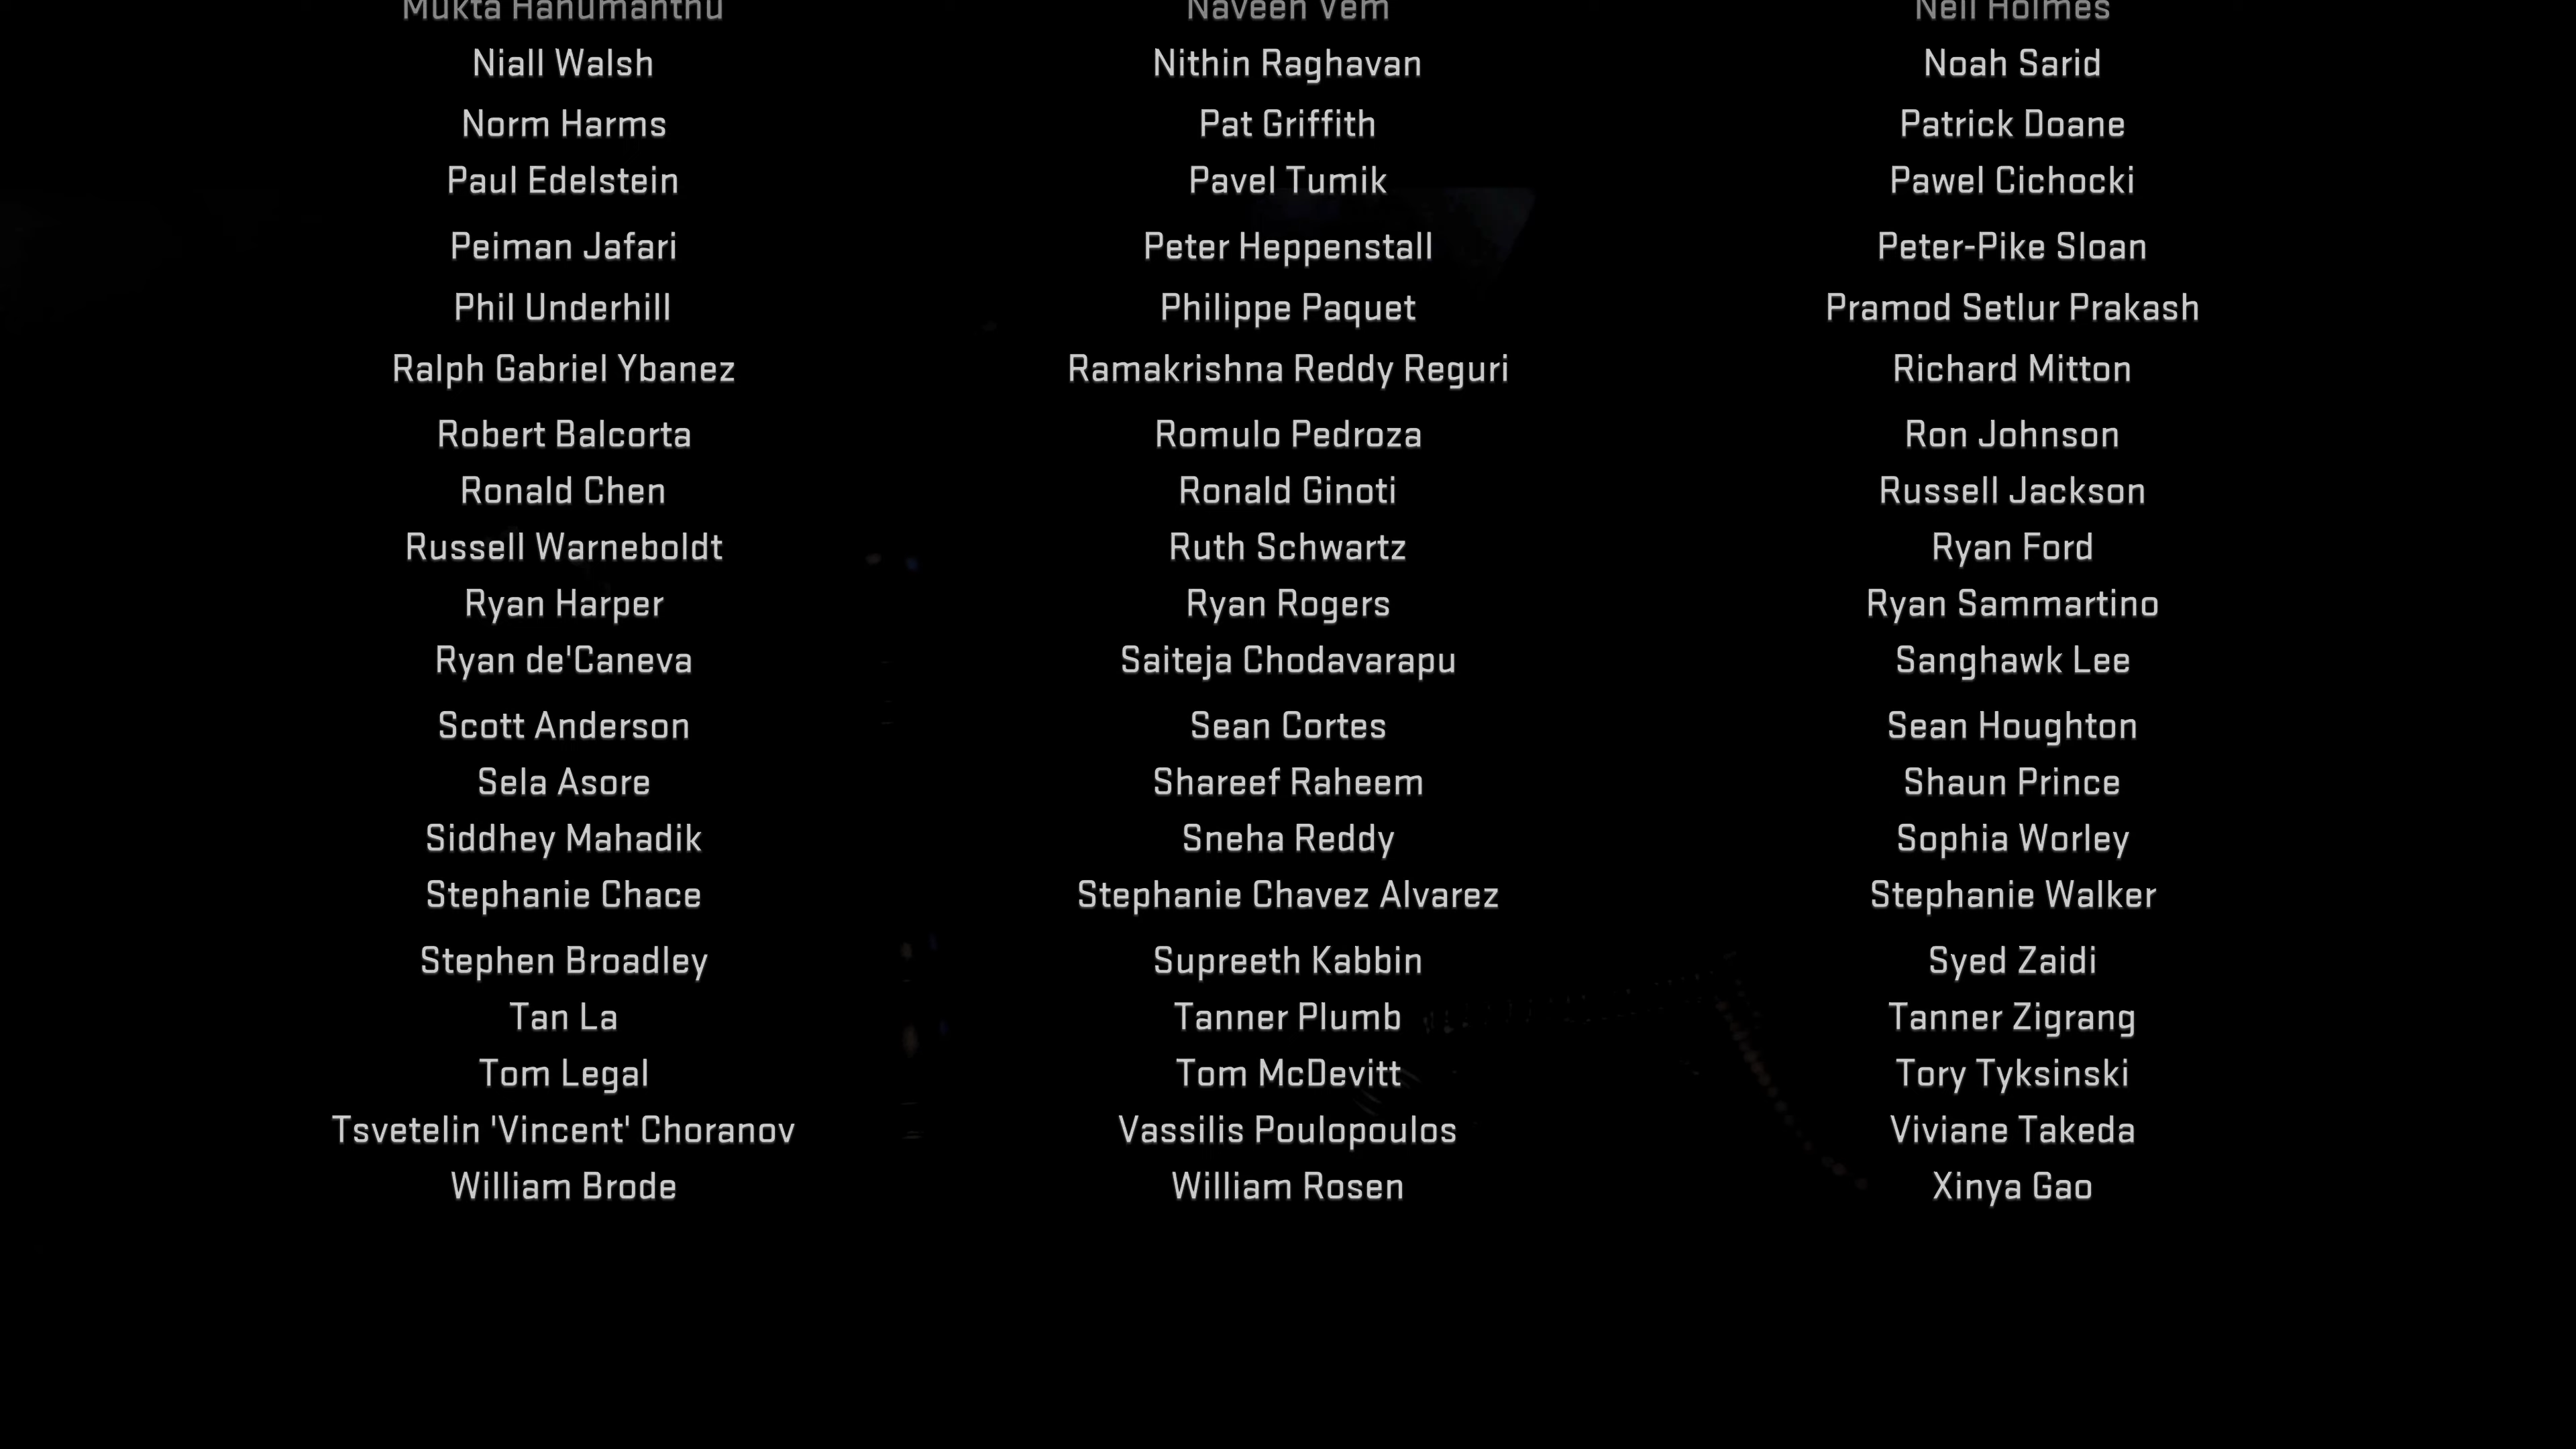 Mukta Hanumanthu Naveen Vem Neil Holmes
Niall Walsh Nithin Raghavan Noah Sarid
Norm Harms Pat Griffith Patrick Doane
Paul Edelstein Pavel Tumik Pawel Cichocki
Peiman Jafari Peter Heppenstall Peter-Pike Sloan
Phil Underhill Philippe Paquet Pramod Setlur Prakash
Ralph Gabriel Ybanez Ramakrishna Reddy Reguri Richard Mitton
Robert Balcorta Romulo Pedroza Ron Johnson
Ronald Chen Ronald Ginoti Russell Jackson
Russell Warneboldt Ruth Schwartz Ryan Ford
Ryan Harper Ryan Rogers Ryan Sammartino
Ryan de'Caneva Saiteja Chodavarapu Sanghawk Lee
Scott Anderson Sean Cortes Sean Houghton
Sela Asore Shareef Raheem Shaun Prince
Siddhey Mahadik Sneha Reddy Sophia Worley
Stephanie Chace Stephanie Chavez Alvarez Stephanie Walker
Stephen Broadley Supreeth Kabbin Syed Zaidi
Tan La Tanner Plumb Tanner Zigrang
Tom Legal Tom McDevitt Tory Tyksinski
Tsvetelin 'Vincent' Choranov Vassilis Poulopoulos Viviane Takeda
William Brode William Rosen Xinya Gao